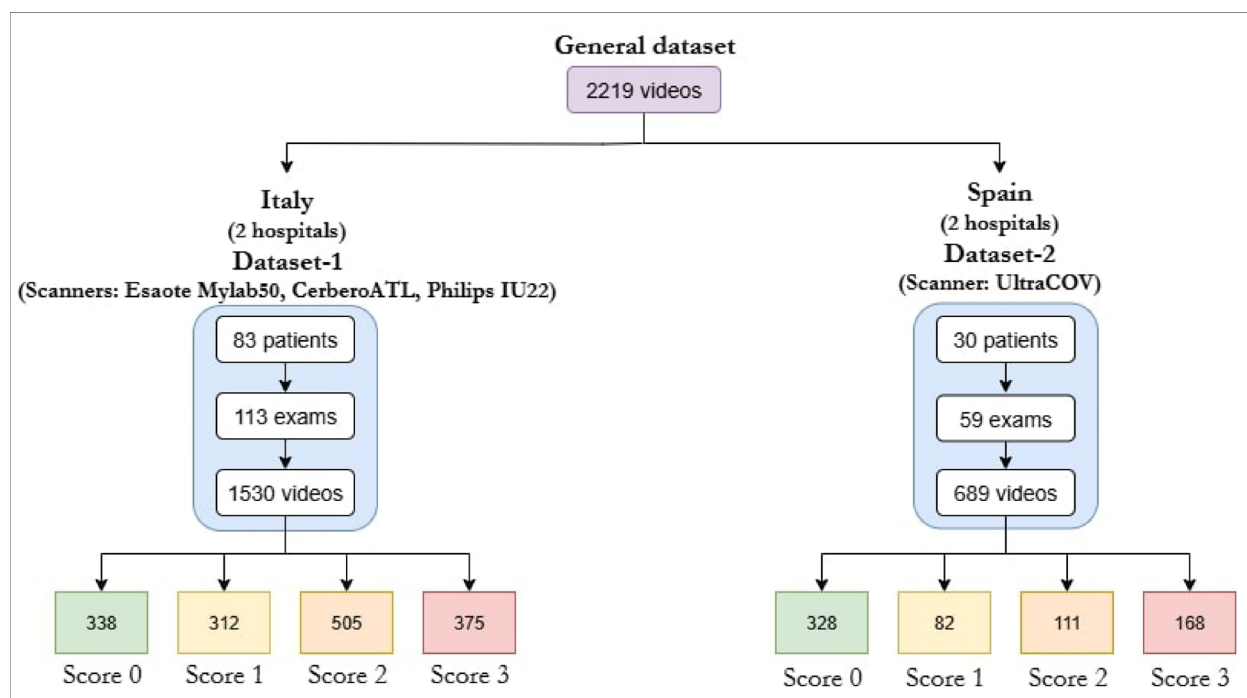 General dataset
2219 videos
Italy
(2 hospitals)
Dataset-1
(Scanners: Esaote Mylab50, CerberoATL, Philips IU22)
83 patients
113 exams
1530 videos
338
312
505
375
Score 0
Score 1
Score 2
Score 3
Spain
(2 hospitals)
Dataset-2
(Scanner: UltraCOV)
30 patients
59 exams
689 videos
328
82
111
168
Score 0
Score 1
Score 2
Score 3